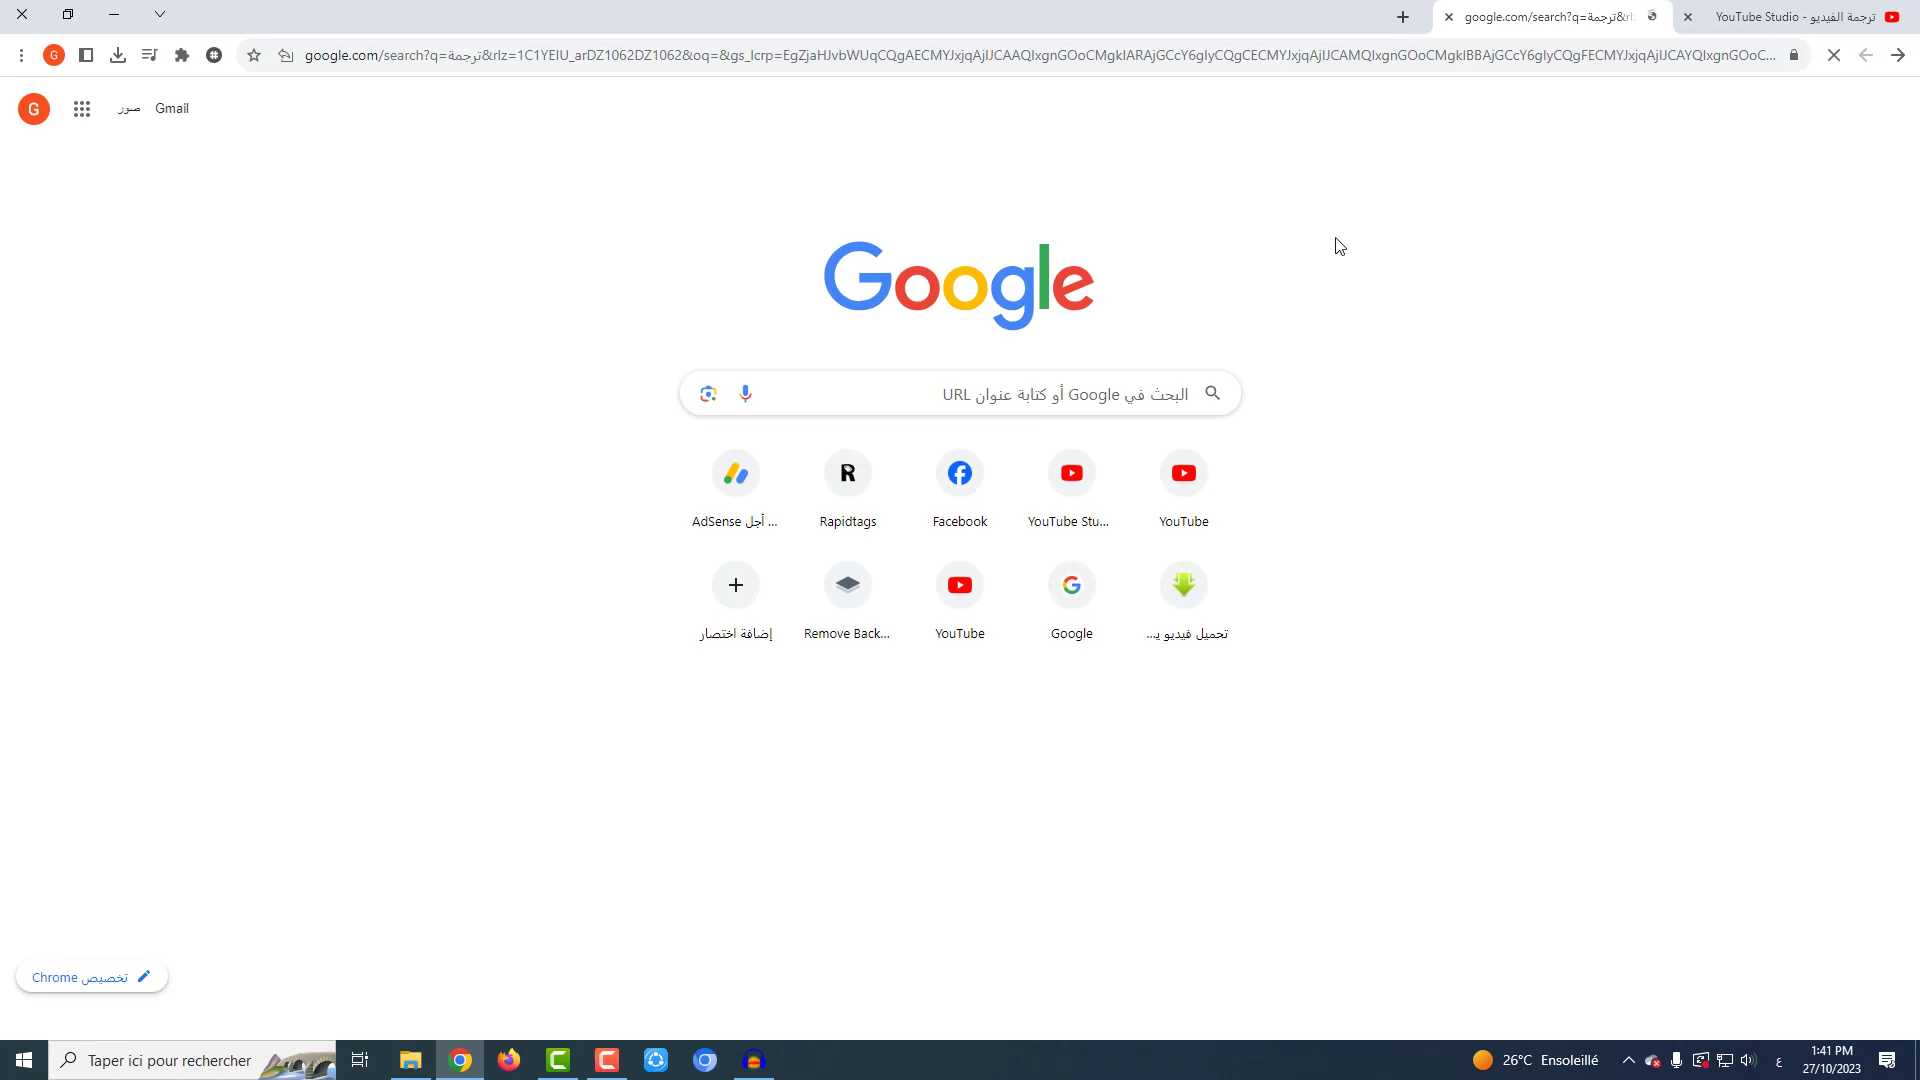 YouTube Studio - ترجمة الفيديو
google.com/search?q=ترجمة&rl
google.com/search?q=ترجمة&rlz=1C1YEIU_arDZ1062DZ1062&oq=&gs_lcrp=EgZjaHJvbWUqCQgAECMYJxjqAjIJCAAQIxgnGOoCMgkIARAjGCcY6gIyCQgCECMYJxjqAjIJCAMQIxgnGOoCMgkIBBAjGCcY6gIyCQgFECMYJxjqAjIJCAYQIxgnGOoC...
G
G
صور
Gmail
Google
البحث في Google أو كتابة عنوان URL
YouTube
YouTube Stu...
Facebook
Rapidtags
AdSense أجل ...
تحميل فيديو ي...
Google
YouTube
Remove Back...
إضافة اختصار
تخصيص Chrome
Taper ici pour rechercher
26°C Ensoleillé
ع
1:41 PM
27/10/2023